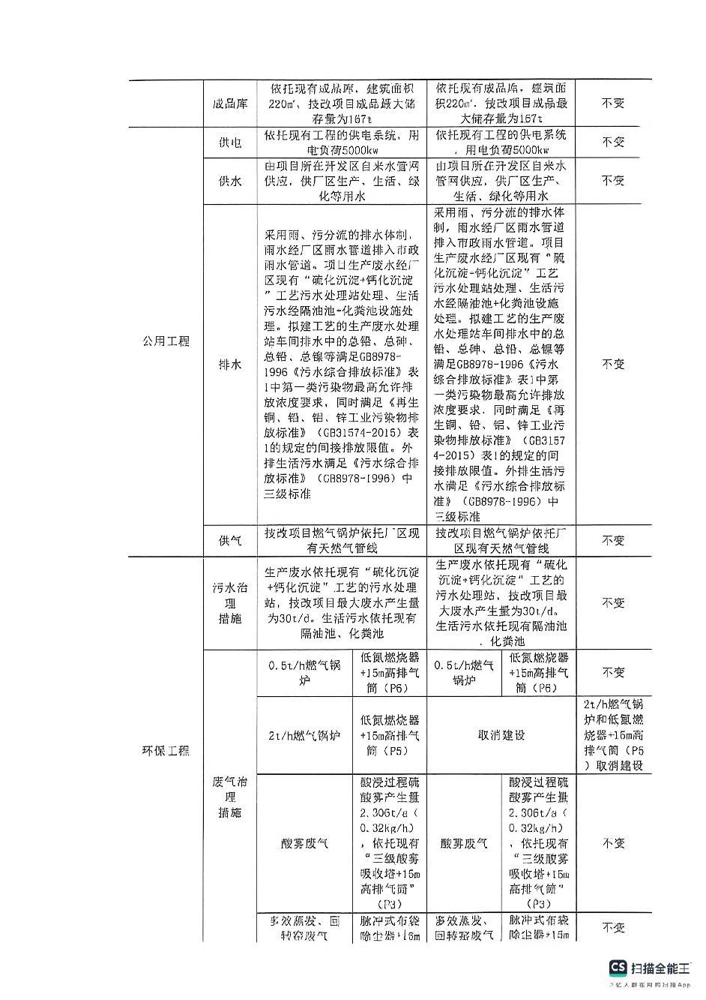 成品库
依托现有成品库，建筑面积
220㎡，技改项目成品最大储
存量为167t
依托现有成品库，建筑面
积220㎡，技改项目成品最
大储存量为167t
不变
公用工程
供电
依托现有工程的供电系统，用
电负荷5000kw
依托现有工程的供电系统
，用电负荷5000kw
不变
供水
由项目所在开发区自来水管网
供应，供厂区生产、生活、绿
化等用水
由项目所在开发区自来水
管网供应，供厂区生产、
生活、绿化等用水
不变
排水
采用雨、污分流的排水体制，
雨水经厂区雨水管道排入市政
雨水管道。项目生产废水经厂
区现有“硫化沉淀+钙化沉淀
”工艺污水处理站处理、生活
污水经隔油池+化粪池设施处
理。拟建工艺的生产废水处理
站车间排水中的总铅、总砷、
总铅、总镍等满足GB8978-
1996《污水综合排放标准》表
1中第一类污染物最高允许排
放浓度要求，同时满足《再生
铜、铅、铝、锌工业污染物排
放标准》（GB31574-2015）表
1的规定的间接排放限值。外
排生活污水满足《污水综合排
放标准》（GB8978-1996）中
三级标准
采用雨、污分流的排水体
制，雨水经厂区雨水管道
排入市政雨水管道。项目
生产废水经厂区现有“硫
化沉淀+钙化沉淀”工艺
污水处理站处理、生活污
水经隔油池+化粪池设施
处理。拟建工艺的生产废
水处理站车间排水中的总
铅、总砷、总铅、总镍等
满足GB8978-1996《污水
综合排放标准》表1中第
一类污染物最高允许排放
浓度要求，同时满足《再
生铜、铅、铝、锌工业污
染物排放标准》（GB3157
4-2015）表1的规定的间
接排放限值。外排生活污
水满足《污水综合排放标
准》（GB8978-1996）中
三级标准
不变
供气
技改项目燃气锅炉依托厂区现
有天然气管线
技改项目燃气锅炉依托厂
区现有天然气管线
不变
环保工程
污水治
理
措施
生产废水依托现有“硫化沉淀
+钙化沉淀”工艺的污水处理
站，技改项目最大废水产生量
为30t/d。生活污水依托现有
隔油池、化粪池
生产废水依托现有“硫化
沉淀+钙化沉淀”工艺的
污水处理站，技改项目最
大废水产生量为30t/d。
生活污水依托现有隔油池
、化粪池
不变
废气治
理
措施
0.5t/h燃气锅
炉
低氮燃烧器
+15m高排气
筒（P6）
0.5t/h燃气
锅炉
低氮燃烧器
+15m高排气
筒（P6）
不变
2t/h燃气锅炉
低氮燃烧器
+15m高排气
筒（P5）
取消建设
2t/h燃气锅
炉和低氮燃
烧器+15m高
排气筒（P5
）取消建设
酸雾废气
酸浸过程硫
酸雾产生量
2.306t/a（
0.32kg/h）
，依托现有
“三级酸雾
吸收塔+15m
高排气筒”
（P3）
酸雾废气
酸浸过程硫
酸雾产生量
2.306t/a（
0.32kg/h）
，依托现有
“三级酸雾
吸收塔+15m
高排气筒”
（P3）
不变
多效蒸发、回
转窑废气
脉冲式布袋
除尘器+15m
多效蒸发、
回转窑废气
脉冲式布袋
除尘器+15m
不变
CS 扫描全能王
3亿人都在用的扫描App